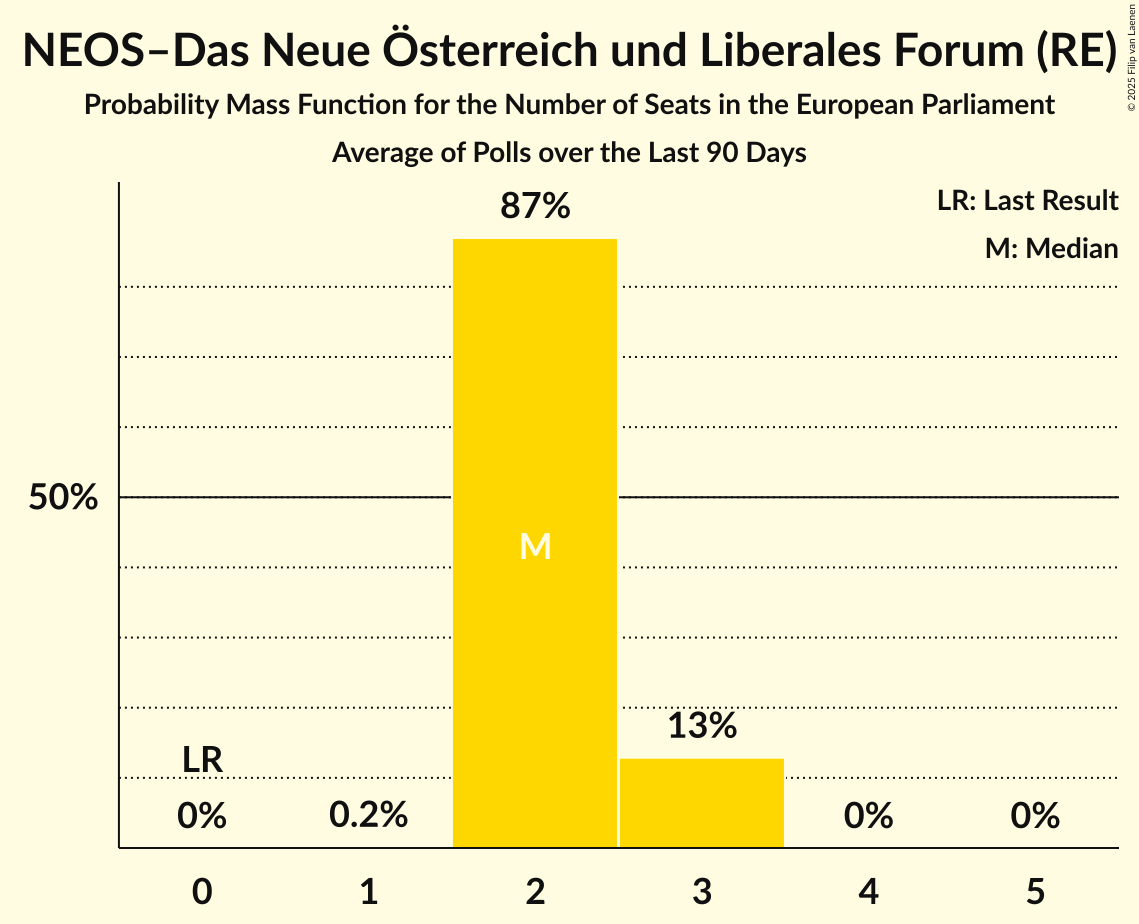 NEOS–Das Neue Österreich und Liberales Forum (RE)
Probability Mass Function for the Number of Seats in the European Parliament
Average of Polls over the Last 90 Days
© 2025 Filip van Laenen
LR: Last Result
M: Median
87%
50%
M
13%
LR
0%
0.2%
0%
0%
0
1
2
3
4
5